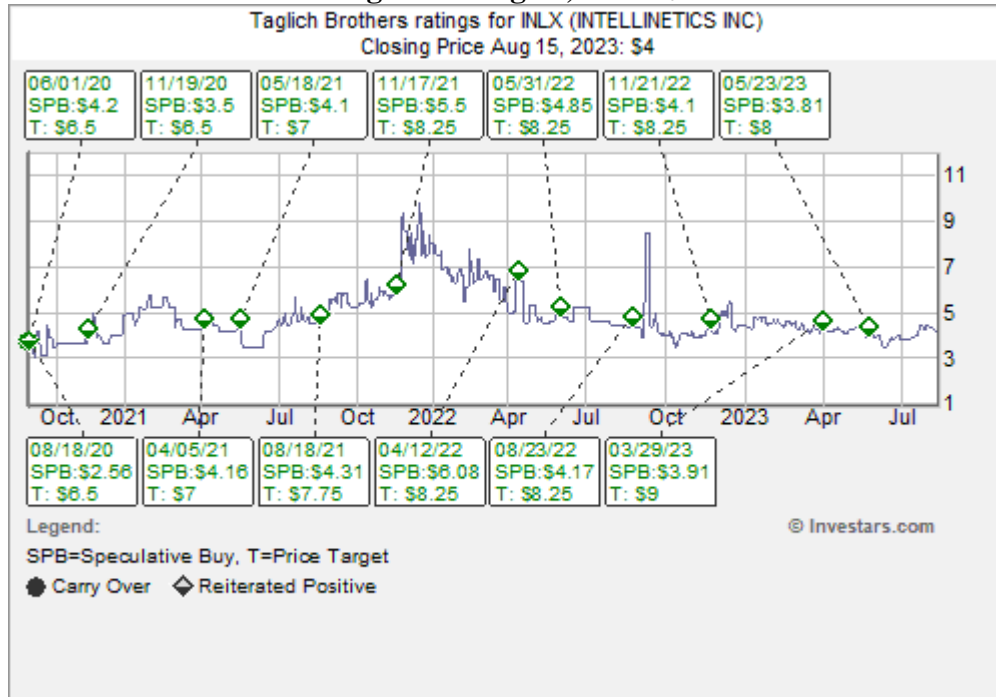 Taglich Brothers ratings for INLX (INTELLINETICS INC)
Closing Price Aug 15, 2023: $4
06/01/20
SPB:$4.2
T: $6.5
11/19/20
SPB:$3.5
T: $6.5
05/18/21
SPB:$4.1
T: $7
11/17/21
SPB:$5.5
T: $8.25
05/31/22
SPB:$4.85
T: $8.25
11/21/22
SPB:$4.1
T: $8.25
05/23/23
SPB:$3.81
T: $8
11
9
7
5
3
1
Oct 2021 Apr Jul Oct 2022 Apr Jul Oct 2023 Apr Jul
08/18/20
SPB:$2.56
T: $6.5
04/05/21
SPB:$4.16
T: $7
08/18/21
SPB:$4.31
T: $7.75
04/12/22
SPB:$6.08
T: $8.25
08/23/22
SPB:$4.17
T: $8.25
03/29/23
SPB:$3.91
T: $9
Legend:
© Investars.com
SPB=Speculative Buy, T=Price Target
Carry Over Reiterated Positive